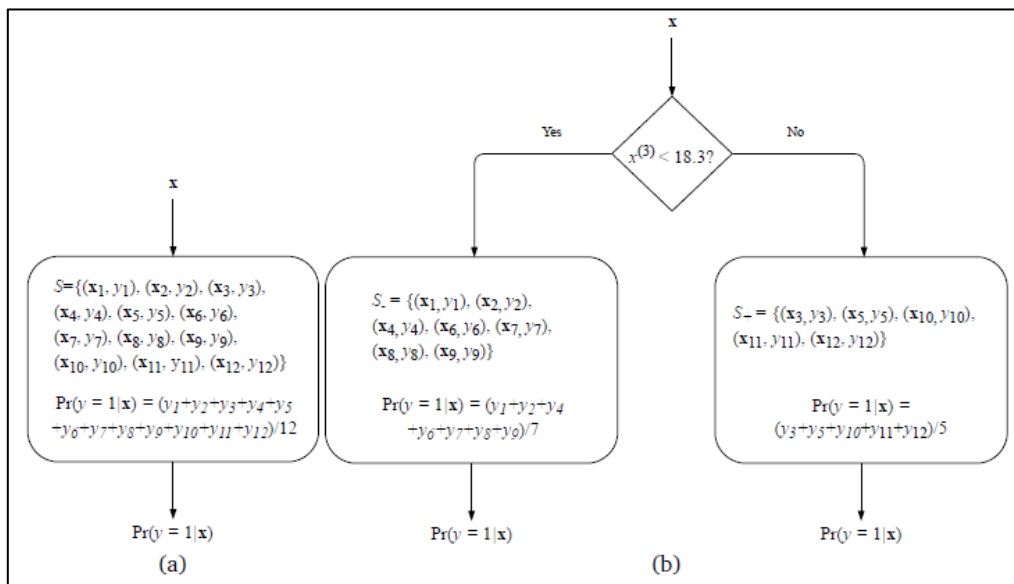 x
Yes
No
x⁽³⁾ < 18.3?
x
S={(x₁, y₁), (x₂, y₂), (x₃, y₃),
(x₄, y₄), (x₅, y₅), (x₆, y₆),
(x₇, y₇), (x₈, y₈), (x₉, y₉),
(x₁₀, y₁₀), (x₁₁, y₁₁), (x₁₂, y₁₂)}
Pr(y = 1|x) = (y₁+y₂+y₃+y₄+y₅
+y₆+y₇+y₈+y₉+y₁₀+y₁₁+y₁₂)/12
Pr(y = 1|x)
(a)
S₋ = {(x₁, y₁), (x₂, y₂),
(x₄, y₄), (x₆, y₆), (x₇, y₇),
(x₈, y₈), (x₉, y₉)}
Pr(y = 1|x) = (y₁+y₂+y₄
+y₆+y₇+y₈+y₉)/7
Pr(y = 1|x)
S₊ = {(x₃, y₃), (x₅, y₅), (x₁₀, y₁₀),
(x₁₁, y₁₁), (x₁₂, y₁₂)}
Pr(y = 1|x) =
(y₃+y₅+y₁₀+y₁₁+y₁₂)/5
Pr(y = 1|x)
(b)